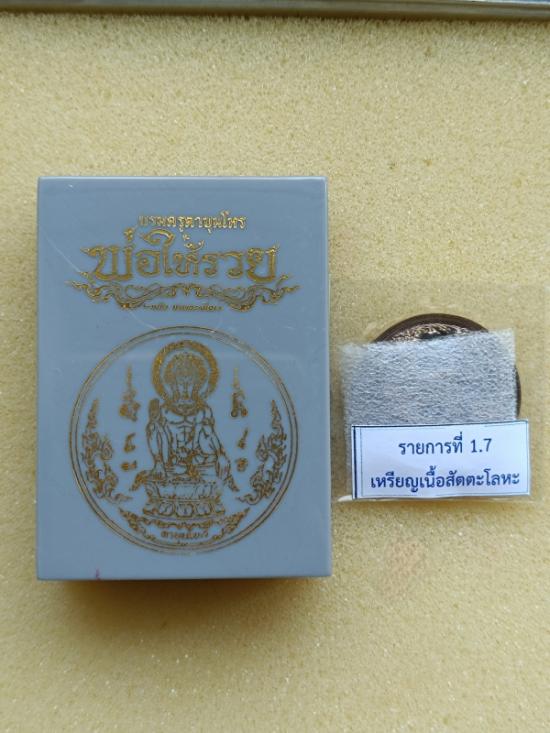 บรมครูตาขุนโหร
พ่อให้รวย
รายการที่ 1.7
เหรียญเนื้อสัตตะโลหะ